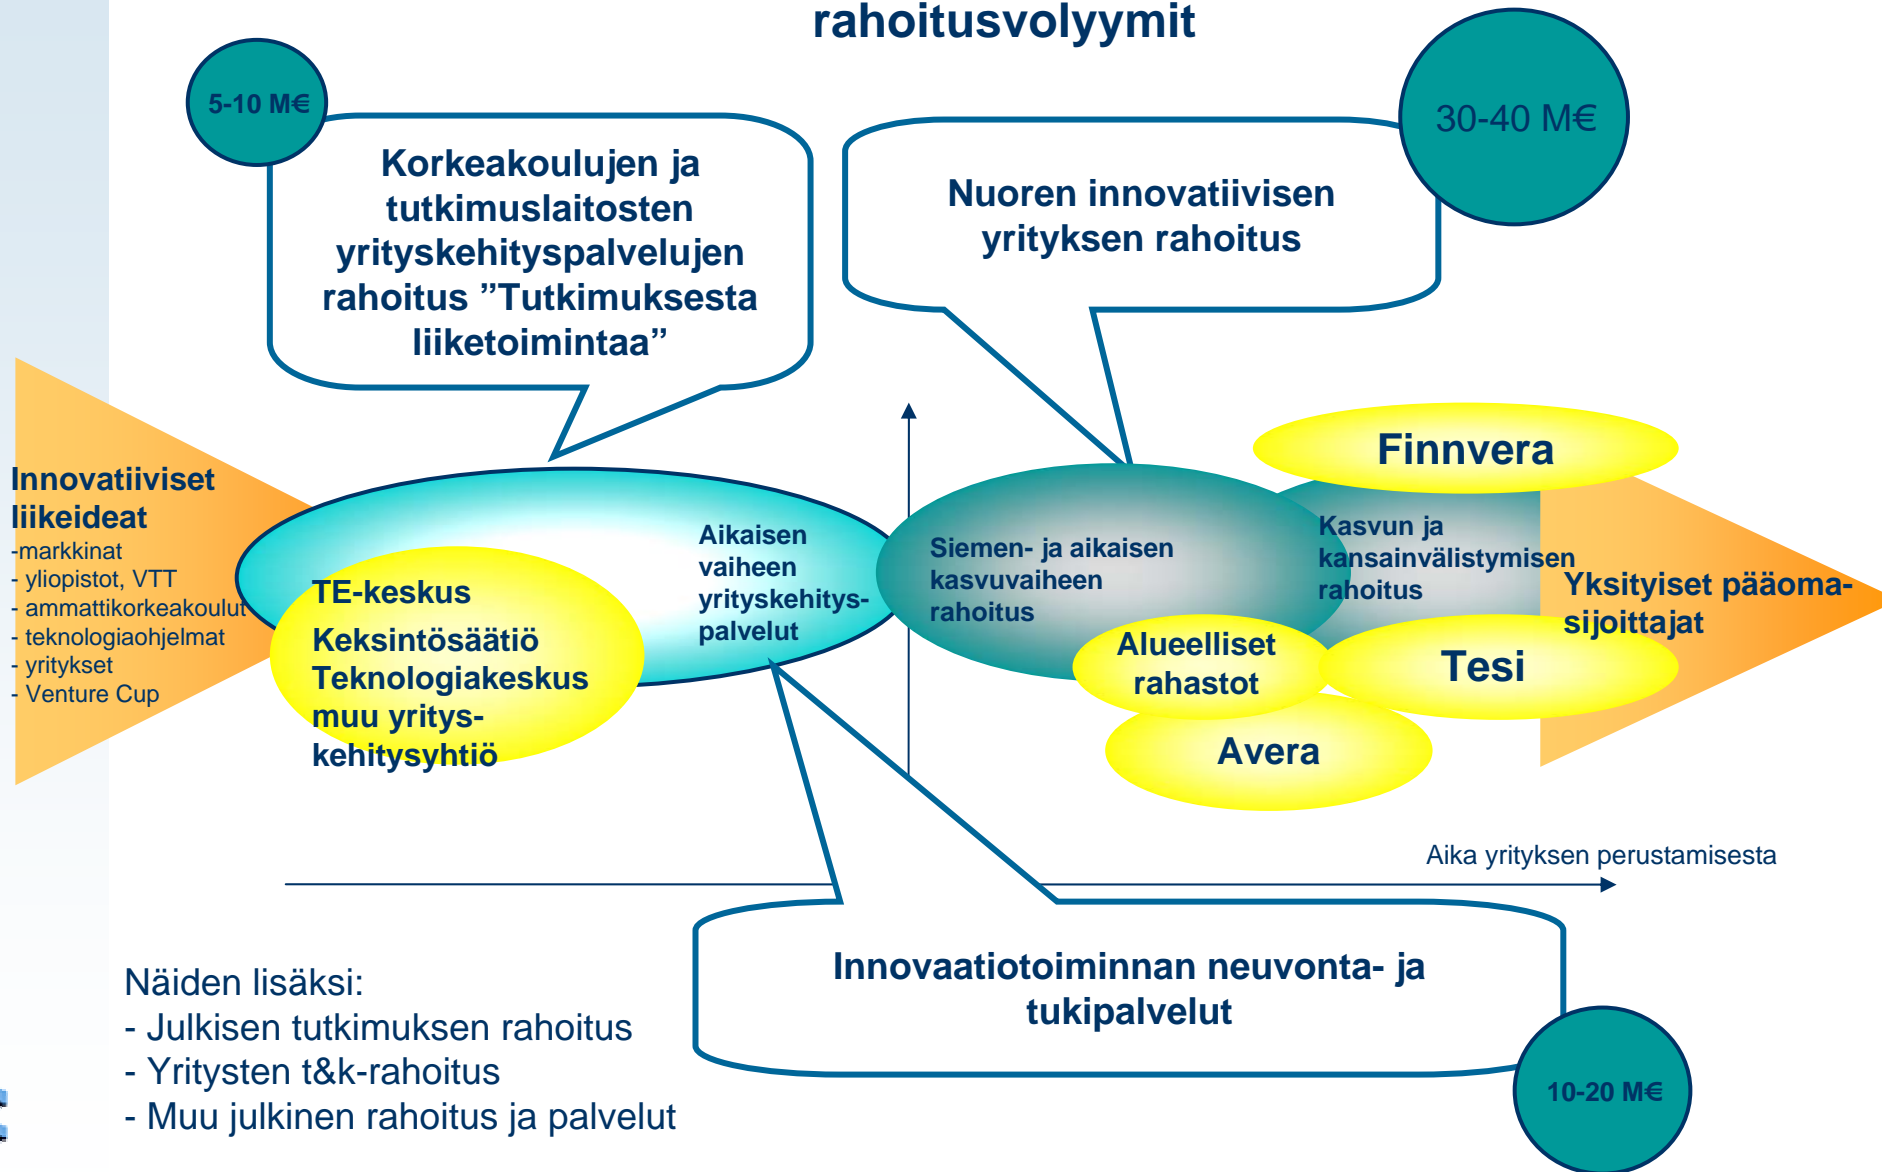 rahoitusvolyymit
5-10 M€
30-40 M€
Korkeakoulujen ja
tutkimuslaitosten
yrityskehityspalvelujen
rahoitus ”Tutkimuksesta
liiketoimintaa”
Nuoren innovatiivisen
yrityksen rahoitus
Innovatiiviset
liikeideat
-markkinat
- yliopistot, VTT
- ammattikorkeakoulut
- teknologiaohjelmat
- yritykset
- Venture Cup
TE-keskus
Keksintösäätiö
Teknologiakeskus
muu yritys-
kehitysyhtiö
Aikaisen
vaiheen
yrityskehitys-
palvelut
Siemen- ja aikaisen
kasvuvaiheen
rahoitus
Finnvera
Kasvun ja
kansainvälistymisen
rahoitus
Yksityiset pääoma-
sijoittajat
Alueelliset
rahastot
Tesi
Avera
Aika yrityksen perustamisesta
Innovaatiotoiminnan neuvonta- ja
tukipalvelut
10-20 M€
Näiden lisäksi:
- Julkisen tutkimuksen rahoitus
- Yritysten t&k-rahoitus
- Muu julkinen rahoitus ja palvelut